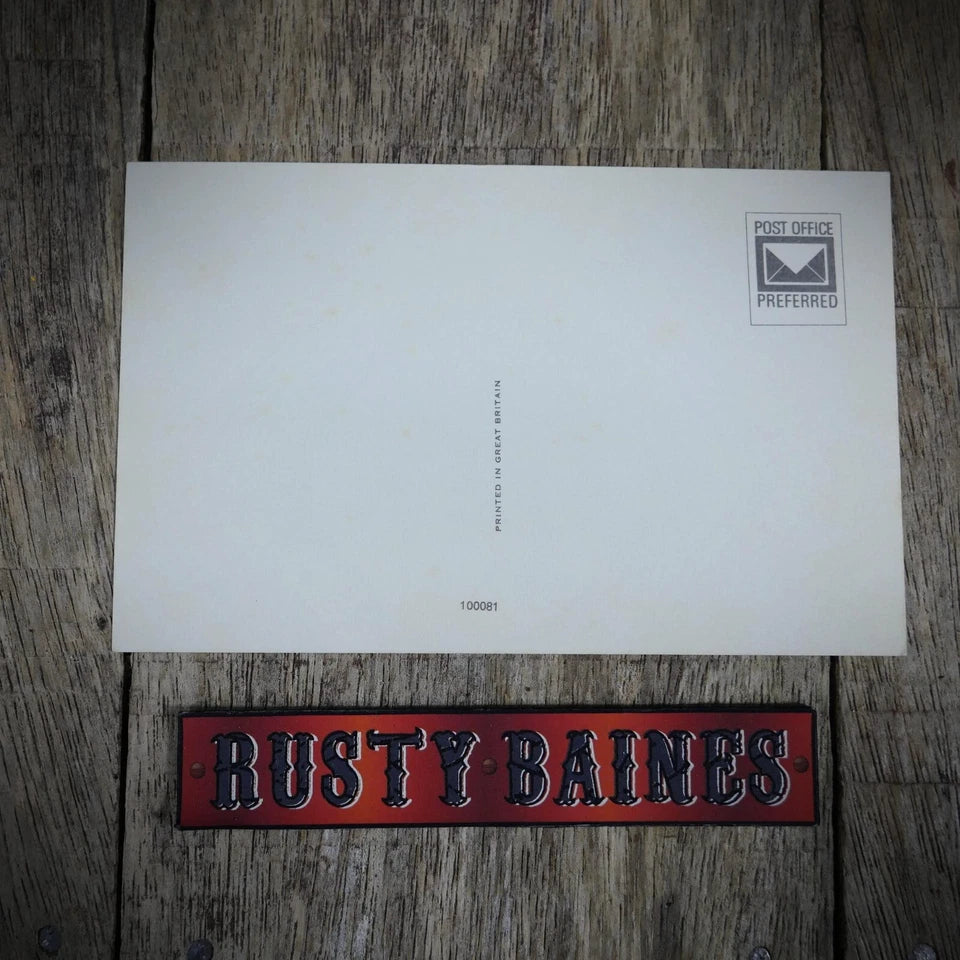 POST OFFICE
PREFERRED
PRINTED IN GREAT BRITAIN
100081
RUSTY BAINES